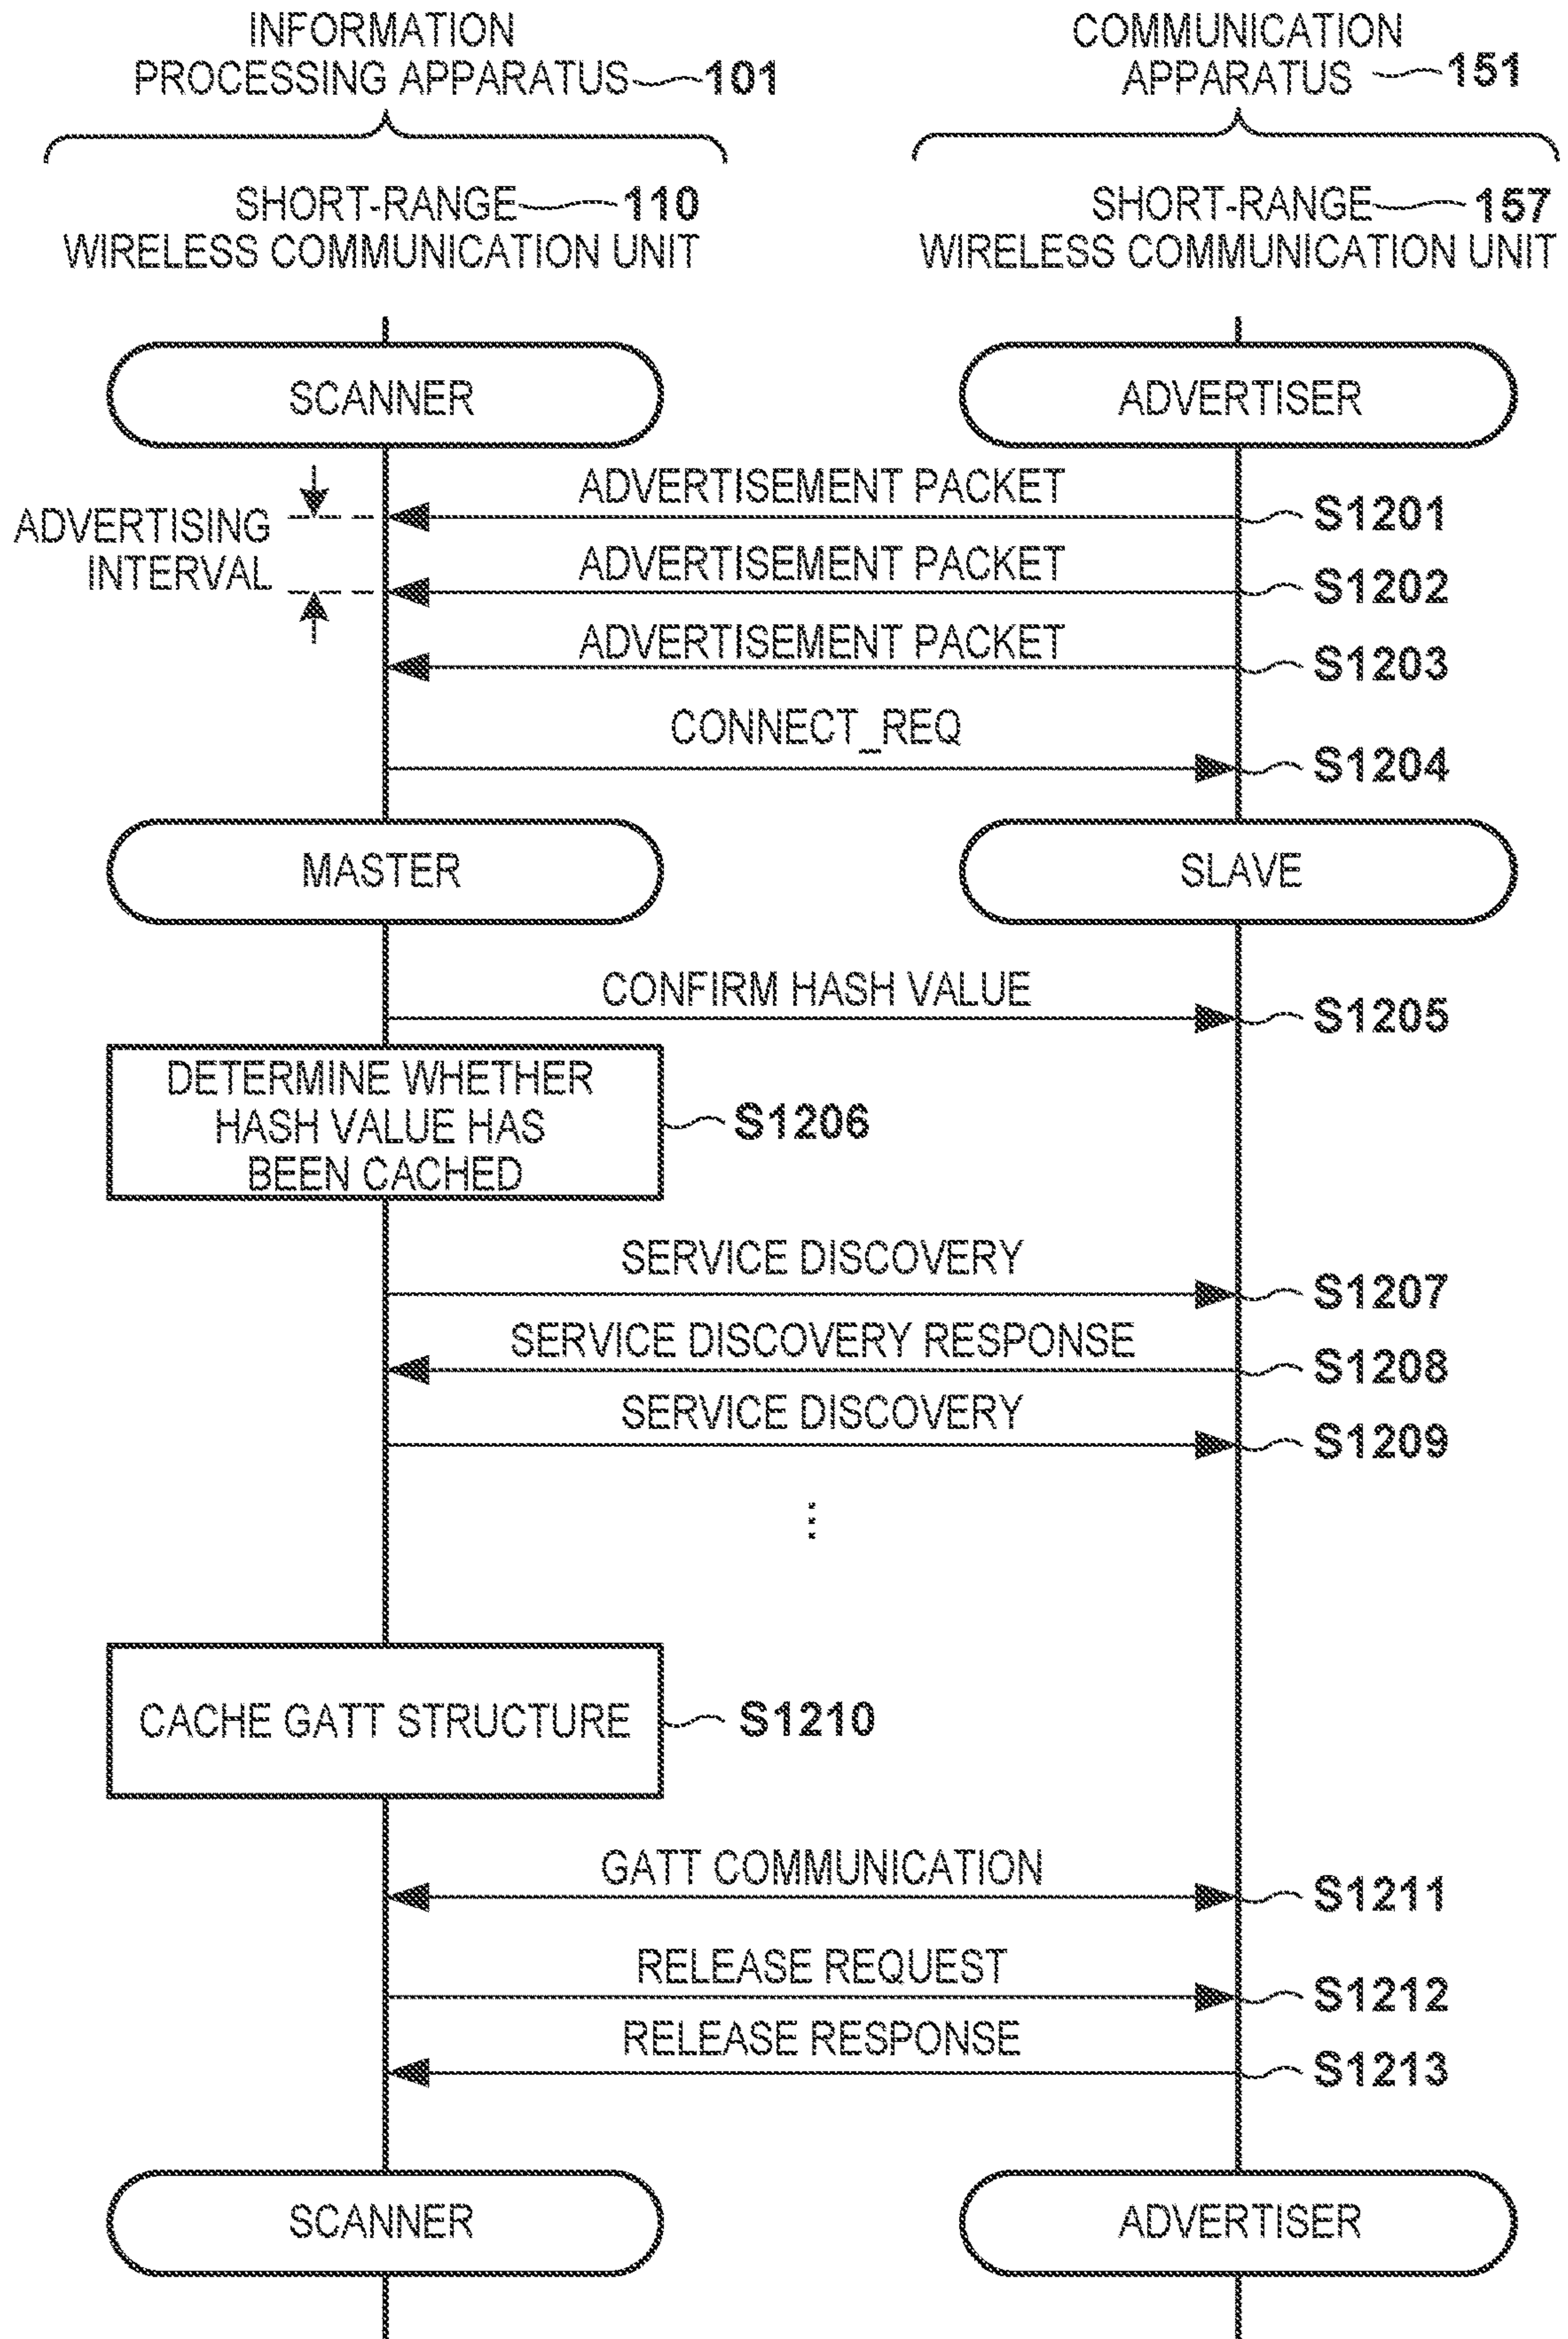 INFORMATION
PROCESSING APPARATUS 101
COMMUNICATION
APPARATUS 151
SHORT-RANGE 110
WIRELESS COMMUNICATION UNIT
SHORT-RANGE 157
WIRELESS COMMUNICATION UNIT
SCANNER
ADVERTISER
ADVERTISING
INTERVAL
ADVERTISEMENT PACKET
S1201
ADVERTISEMENT PACKET
S1202
ADVERTISEMENT PACKET
S1203
CONNECT_REQ
S1204
MASTER
SLAVE
CONFIRM HASH VALUE
S1205
DETERMINE WHETHER
HASH VALUE HAS
BEEN CACHED
S1206
SERVICE DISCOVERY
S1207
SERVICE DISCOVERY RESPONSE
S1208
SERVICE DISCOVERY
S1209
CACHE GATT STRUCTURE
S1210
GATT COMMUNICATION
S1211
RELEASE REQUEST
S1212
RELEASE RESPONSE
S1213
SCANNER
ADVERTISER